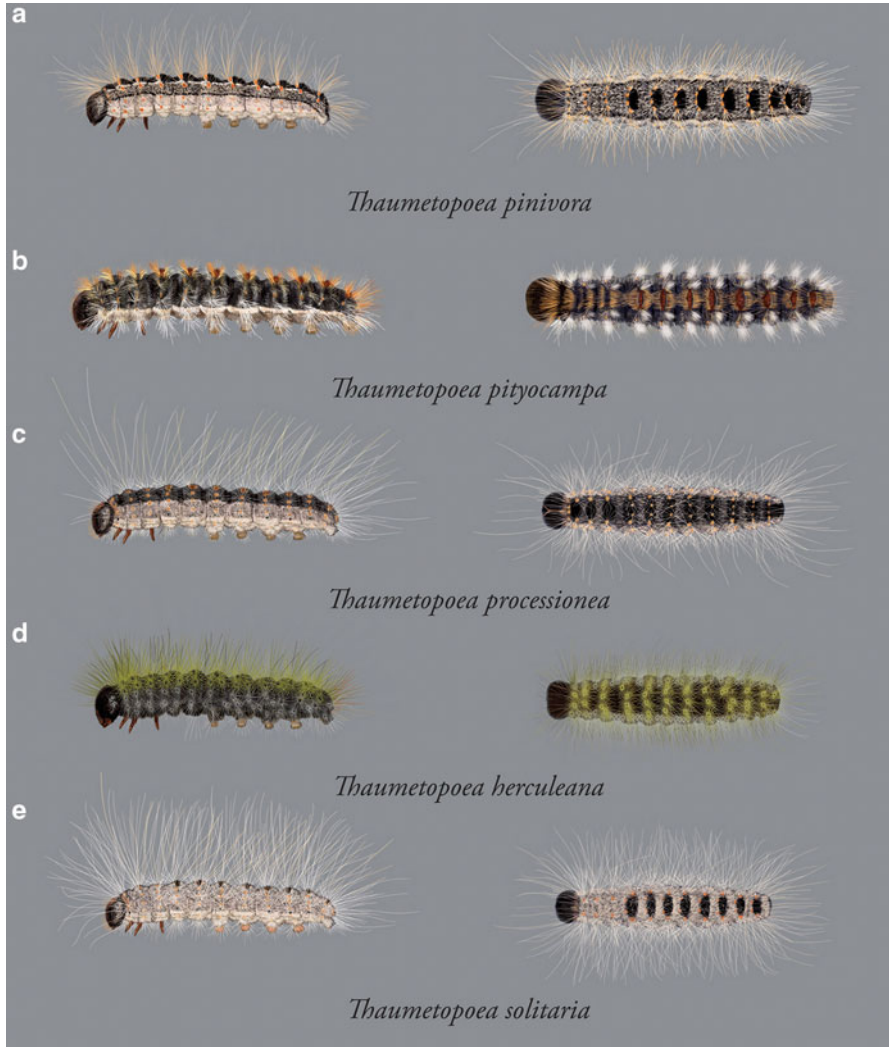 a
Thaumetopoea pinivora
b
Thaumetopoea pityocampa
c
Thaumetopoea processionea
d
Thaumetopoea herculeana
e
Thaumetopoea solitaria